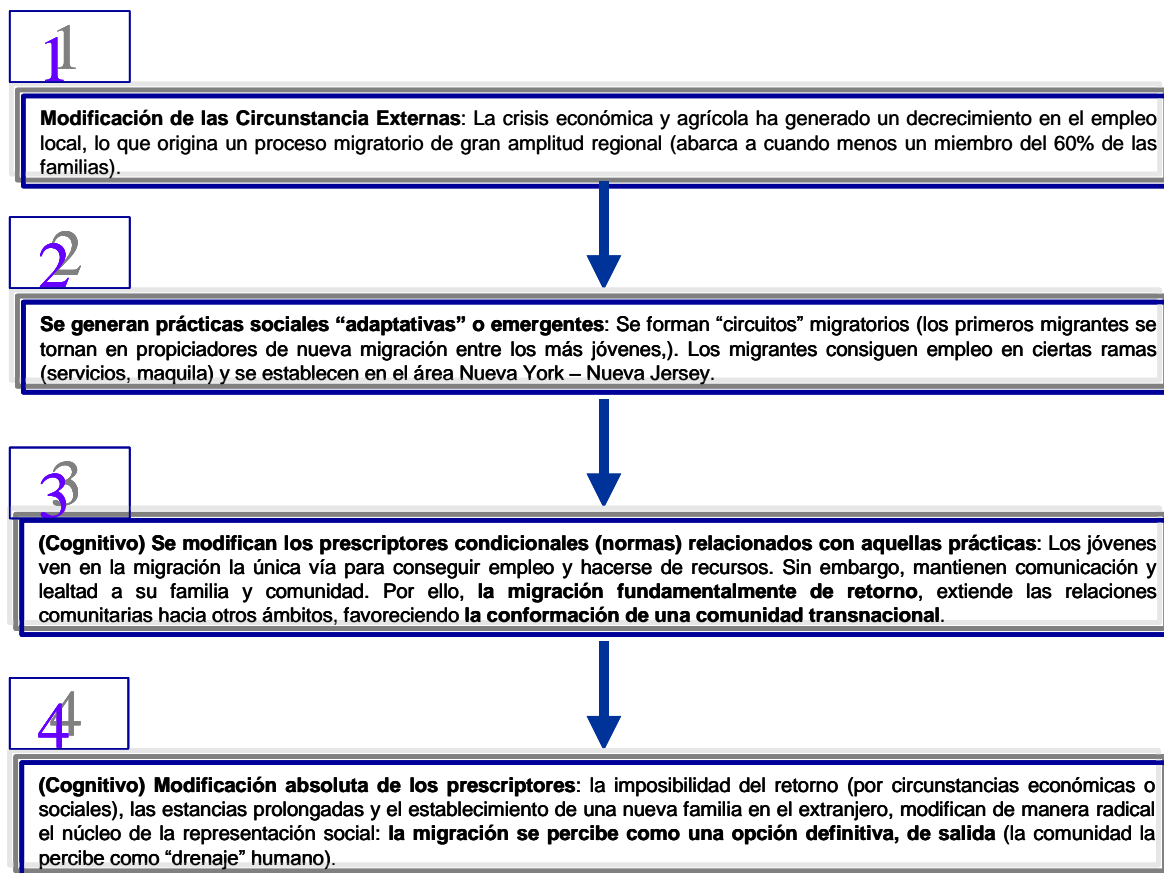 1
Modificación de las Circunstancia Externas: La crisis económica y agrícola ha generado un decrecimiento en el empleo
local, lo que origina un proceso migratorio de gran amplitud regional (abarca a cuando menos un miembro del 60% de las
familias).
2
Se generan prácticas sociales “adaptativas” o emergentes: Se forman “circuitos” migratorios (los primeros migrantes se
tornan en propiciadores de nueva migración entre los más jóvenes,). Los migrantes consiguen empleo en ciertas ramas
(servicios, maquila) y se establecen en el área Nueva York – Nueva Jersey.
3
(Cognitivo) Se modifican los prescriptores condicionales (normas) relacionados con aquellas prácticas: Los jóvenes
ven en la migración la única vía para conseguir empleo y hacerse de recursos. Sin embargo, mantienen comunicación y
lealtad a su familia y comunidad. Por ello, la migración fundamentalmente de retorno, extiende las relaciones
comunitarias hacia otros ámbitos, favoreciendo la conformación de una comunidad transnacional.
4
(Cognitivo) Modificación absoluta de los prescriptores: la imposibilidad del retorno (por circunstancias económicas o
sociales), las estancias prolongadas y el establecimiento de una nueva familia en el extranjero, modifican de manera radical
el núcleo de la representación social: la migración se percibe como una opción definitiva, de salida (la comunidad la
percibe como “drenaje” humano).